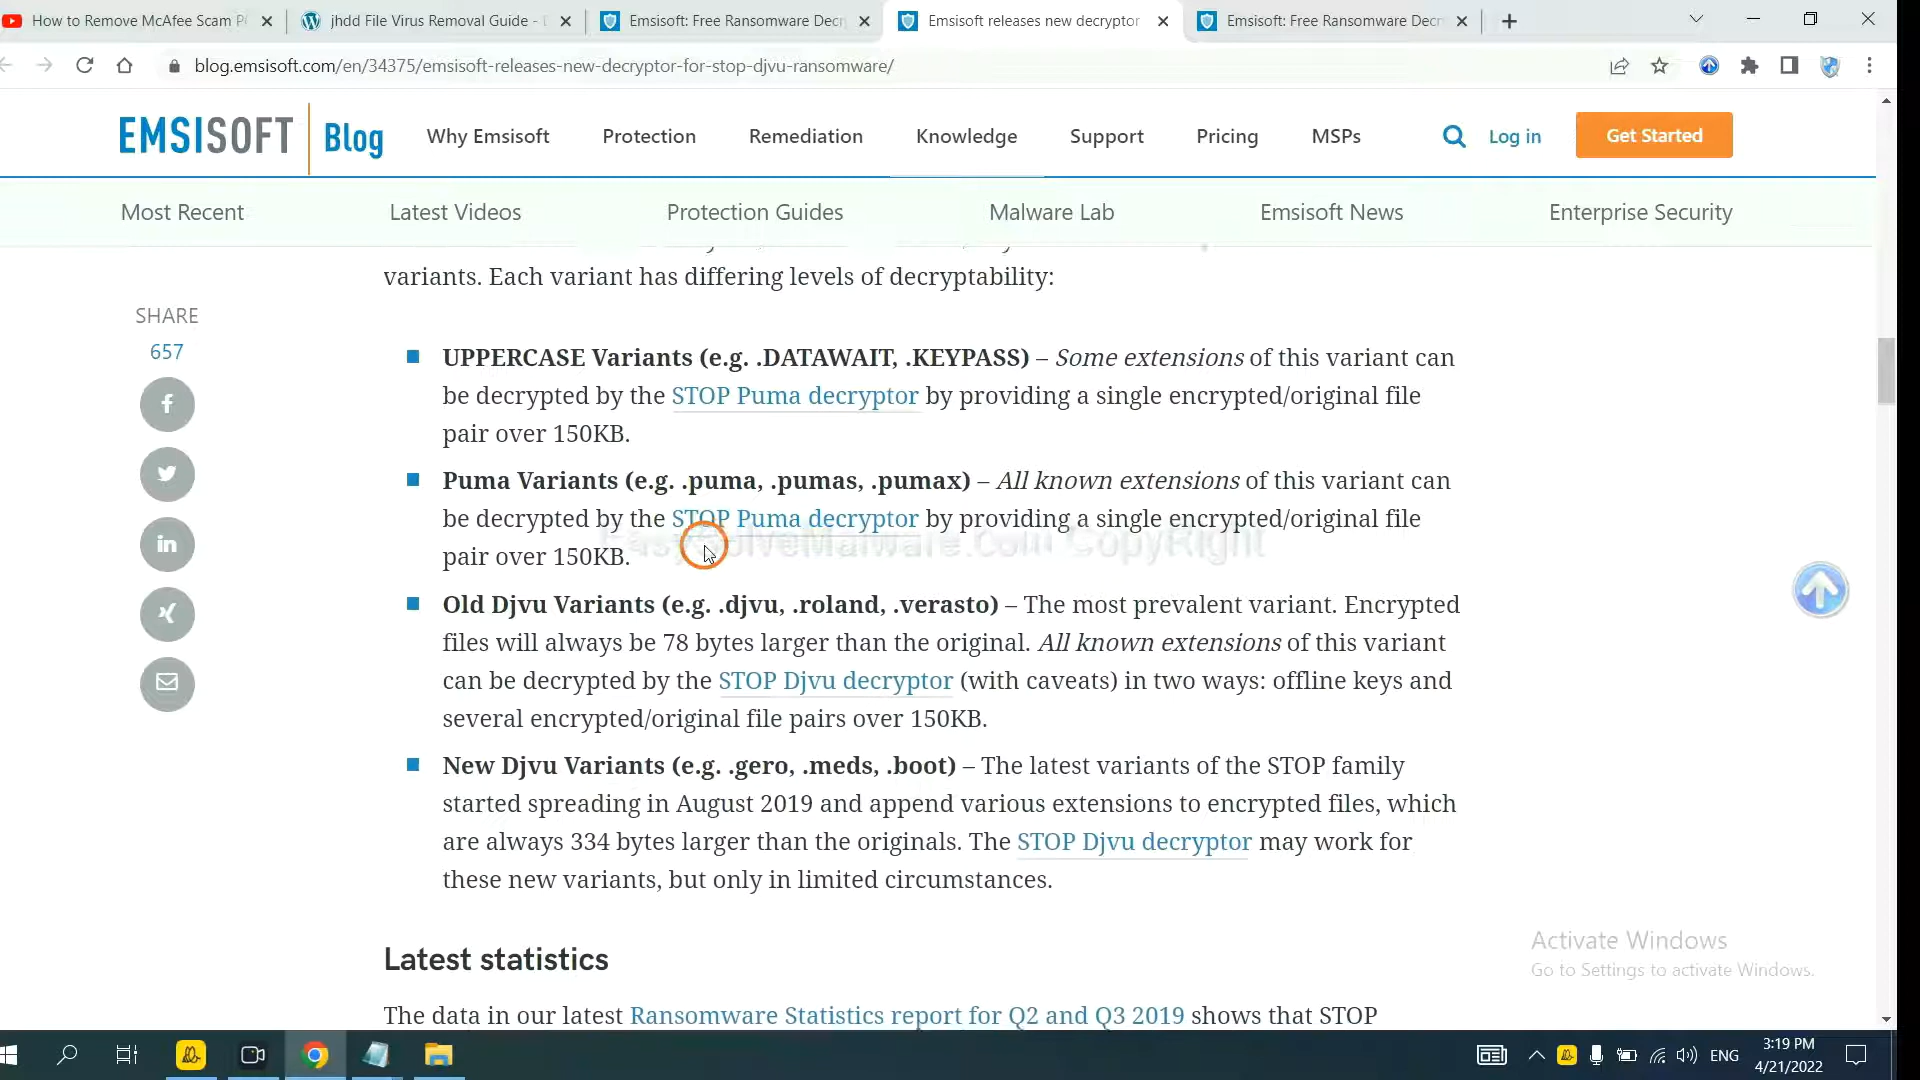 How to Remove McAfee Scam P
jhdd File Virus Removal Guide -
Emsisoft: Free Ransomware Decr
Emsisoft releases new decryptor
Emsisoft: Free Ransomware Decr
blog.emsisoft.com/en/34375/emsisoft-releases-new-decryptor-for-stop-djvu-ransomware/
EMSISOFT Blog
Why Emsisoft
Protection
Remediation
Knowledge
Support
Pricing
MSPs
Log in
Get Started
Most Recent
Latest Videos
Protection Guides
Malware Lab
Emsisoft News
Enterprise Security
variants. Each variant has differing levels of decryptability:
SHARE
657
UPPERCASE Variants (e.g. .DATAWAIT, .KEYPASS) – Some extensions of this variant can
be decrypted by the STOP Puma decryptor by providing a single encrypted/original file
pair over 150KB.
Puma Variants (e.g. .puma, .pumas, .pumax) – All known extensions of this variant can
be decrypted by the STOP Puma decryptor by providing a single encrypted/original file
pair over 150KB.
EasySolveMalware.com CopyRight
Old Djvu Variants (e.g. .djvu, .roland, .verasto) – The most prevalent variant. Encrypted
files will always be 78 bytes larger than the original. All known extensions of this variant
can be decrypted by the STOP Djvu decryptor (with caveats) in two ways: offline keys and
several encrypted/original file pairs over 150KB.
New Djvu Variants (e.g. .gero, .meds, .boot) – The latest variants of the STOP family
started spreading in August 2019 and append various extensions to encrypted files, which
are always 334 bytes larger than the originals. The STOP Djvu decryptor may work for
these new variants, but only in limited circumstances.
Latest statistics
The data in our latest Ransomware Statistics report for Q2 and Q3 2019 shows that STOP
Activate Windows
Go to Settings to activate Windows.
ENG
3:19 PM
4/21/2022